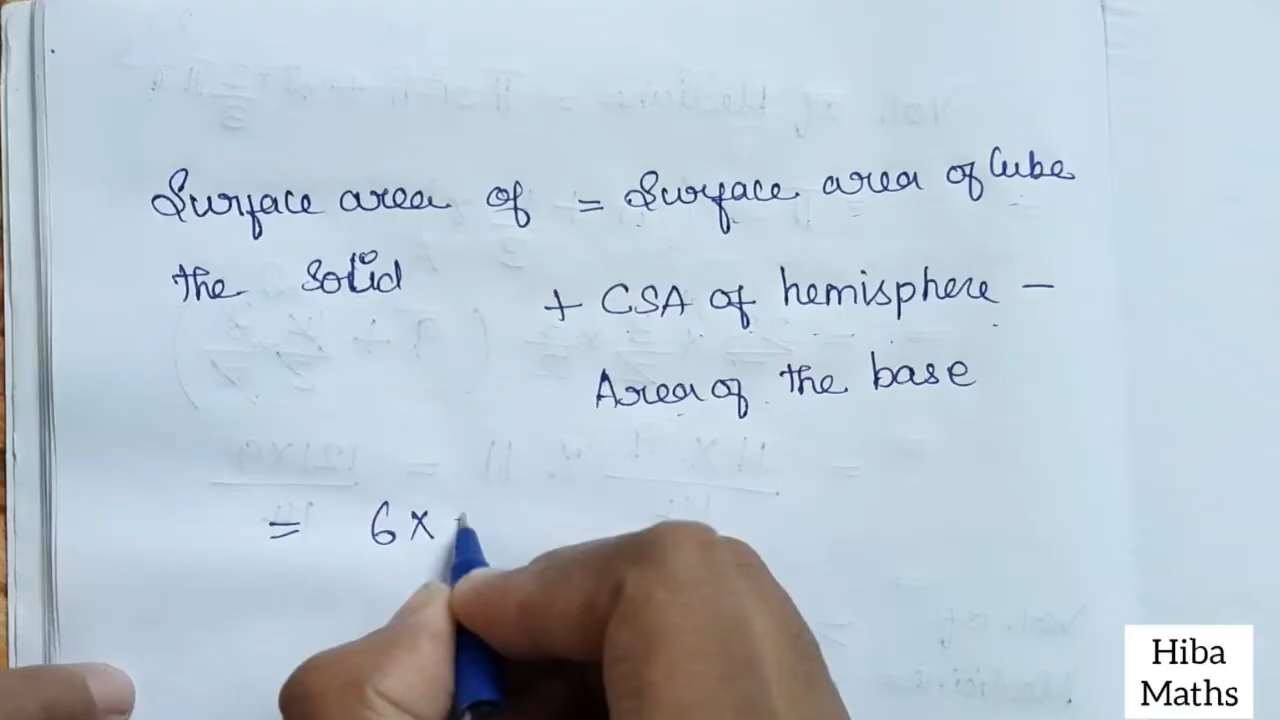 Surface area of = Surface area of Cube
the solid + CSA of hemisphere -
Area of the base
= 6 ×
Hiba
Maths